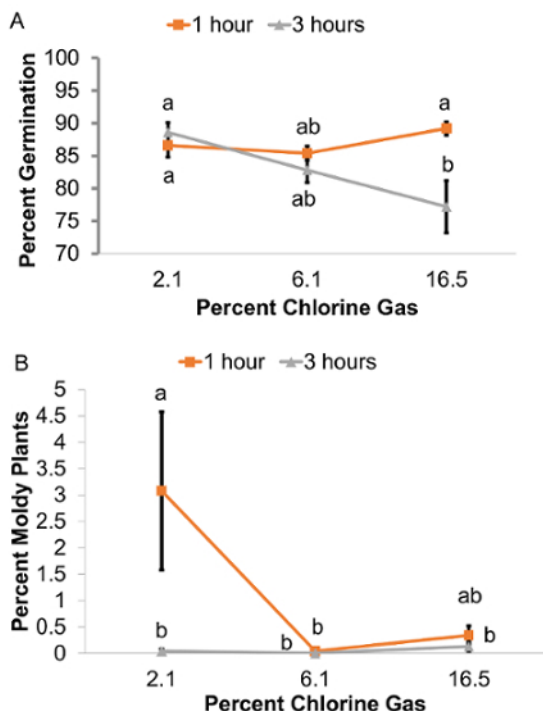 A
1 hour 3 hours
100
95
90
85
80
75
70
Percent Germination
a
a
ab
ab
a
b
2.1 6.1 16.5
Percent Chlorine Gas
B
1 hour 3 hours
5
4.5
4
3.5
3
2.5
2
1.5
1
0.5
0
Percent Moldy Plants
a
b
b
b
ab
b
2.1 6.1 16.5
Percent Chlorine Gas